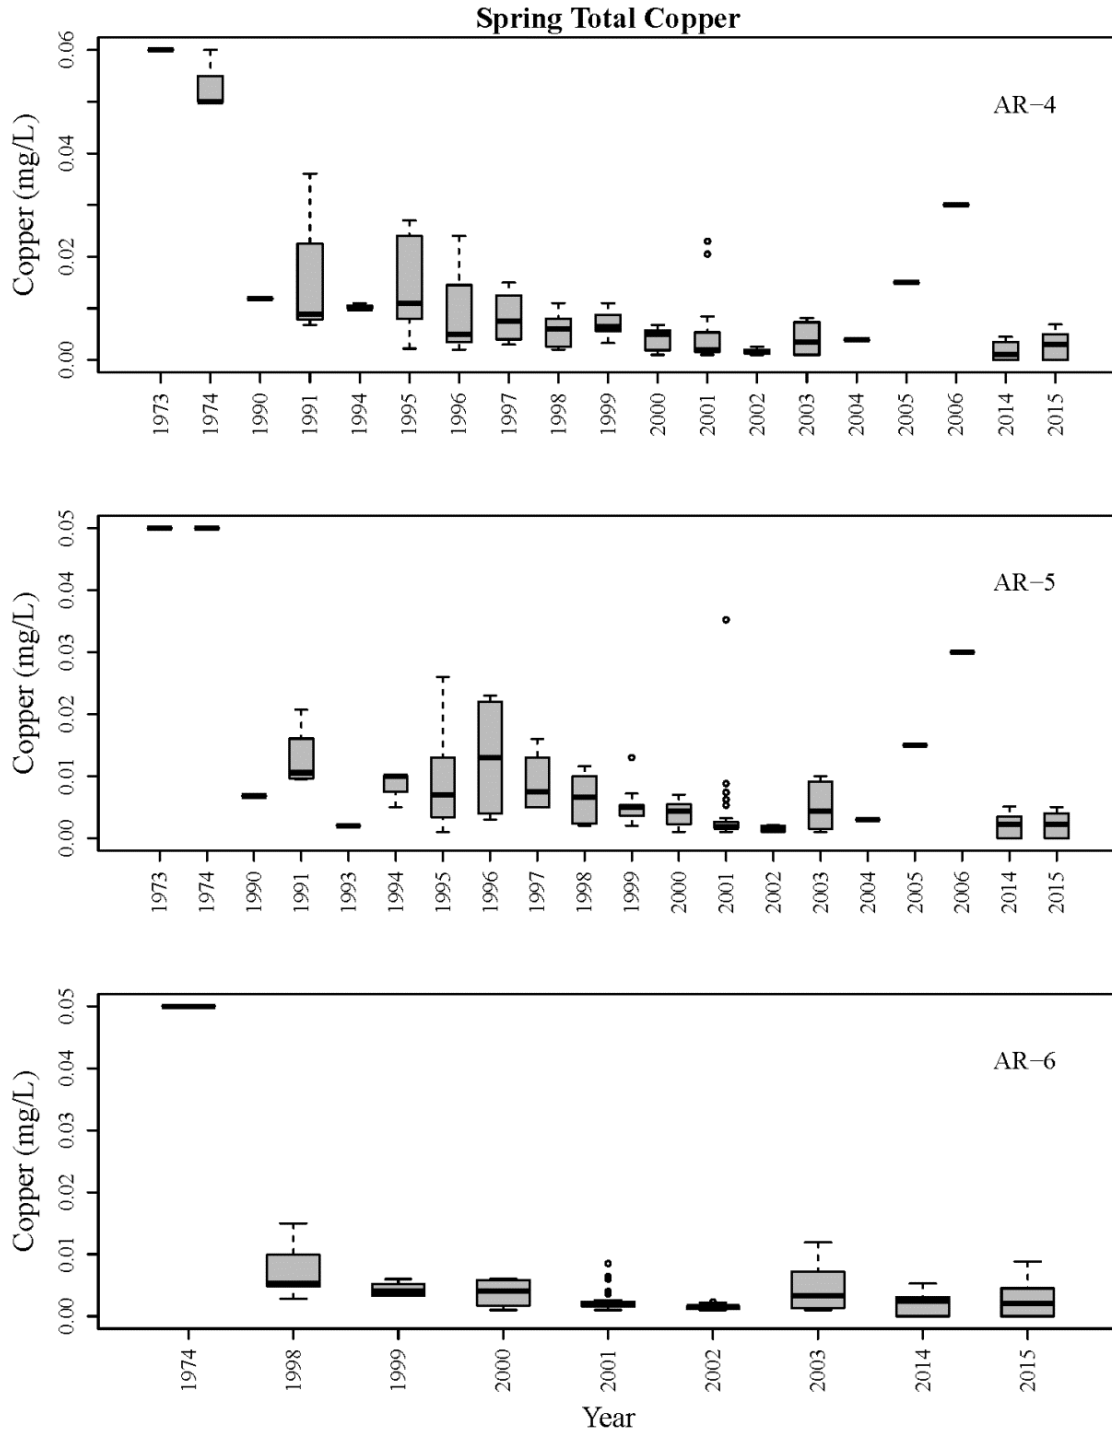 Spring Total Copper
AR−4
Copper (mg/L)
0.06
0.04
0.02
0.00
1973 1974 1990 1991 1994 1995 1996 1997 1998 1999 2000 2001 2002 2003 2004 2005 2006 2014 2015
AR−5
Copper (mg/L)
0.05
0.04
0.03
0.02
0.01
0.00
1973 1974 1990 1991 1993 1994 1995 1996 1997 1998 1999 2000 2001 2002 2003 2004 2005 2006 2014 2015
AR−6
Copper (mg/L)
0.05
0.04
0.03
0.02
0.01
0.00
1974 1998 1999 2000 2001 2002 2003 2014 2015
Year